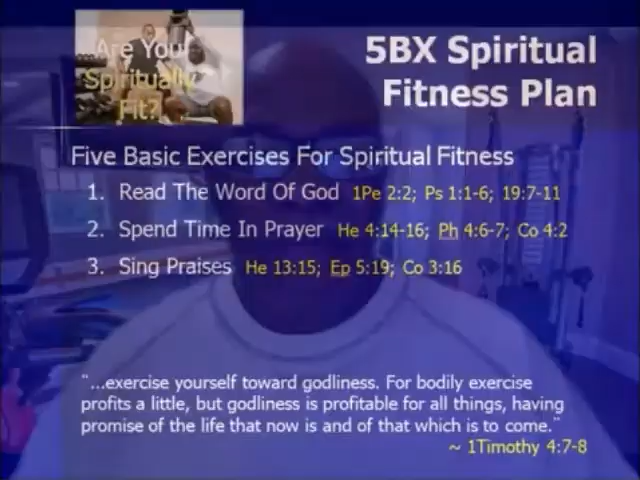 Are You
Spiritually
Fit?
5BX Spiritual
Fitness Plan
Five Basic Exercises For Spiritual Fitness
1. Read The Word Of God 1Pe 2:2; Ps 1:1-6; 19:7-11
2. Spend Time In Prayer He 4:14-16; Ph 4:6-7; Co 4:2
3. Sing Praises He 13:15; Ep 5:19; Co 3:16
"...exercise yourself toward godliness. For bodily exercise
profits a little, but godliness is profitable for all things, having
promise of the life that now is and of that which is to come."
~ 1Timothy 4:7-8